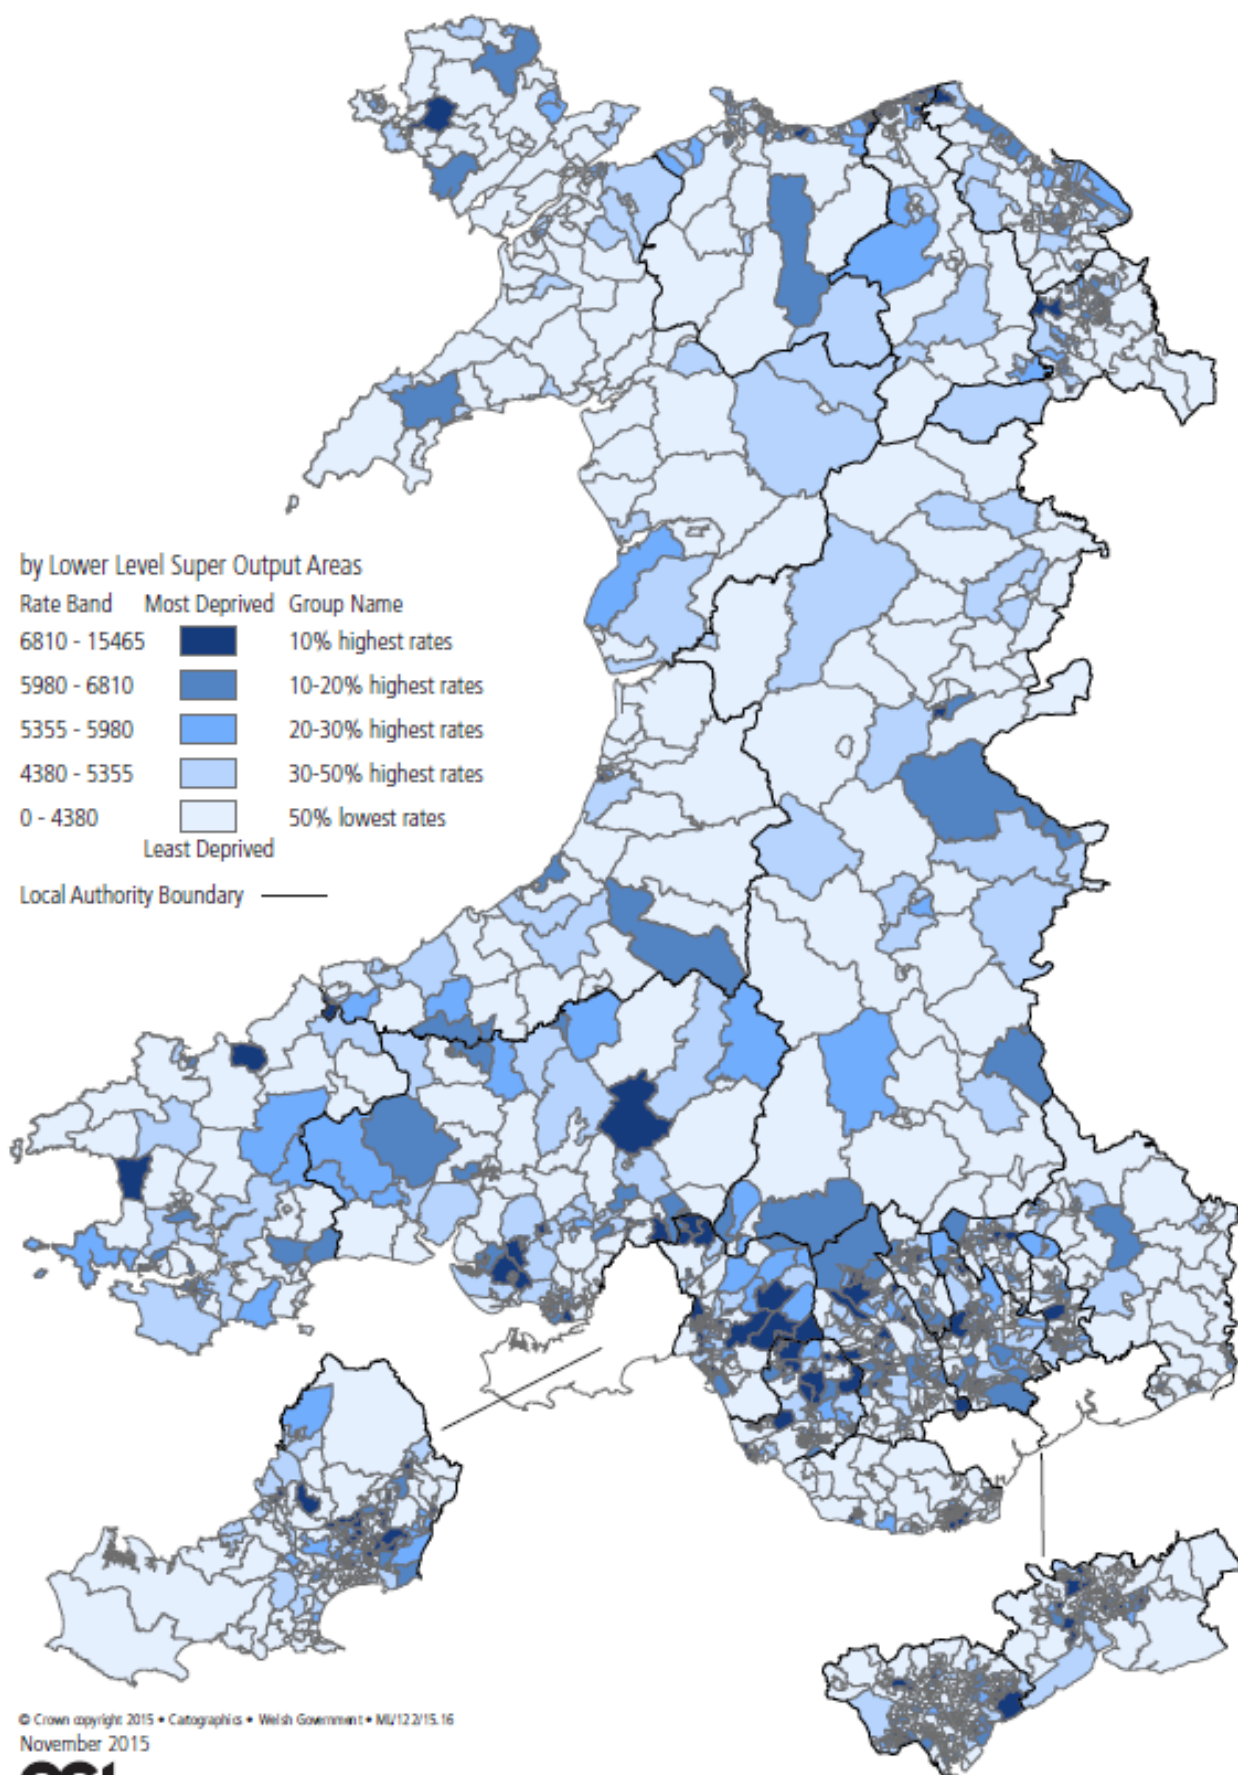 by Lower Level Super Output Areas
Rate Band Most Deprived Group Name
6810 - 15465 10% highest rates
5980 - 6810 10-20% highest rates
5355 - 5980 20-30% highest rates
4380 - 5355 30-50% highest rates
0 - 4380 50% lowest rates
Least Deprived
Local Authority Boundary
© Crown copyright 2015 • Cartographics • Welsh Government • ML/12 2/15.16
November 2015